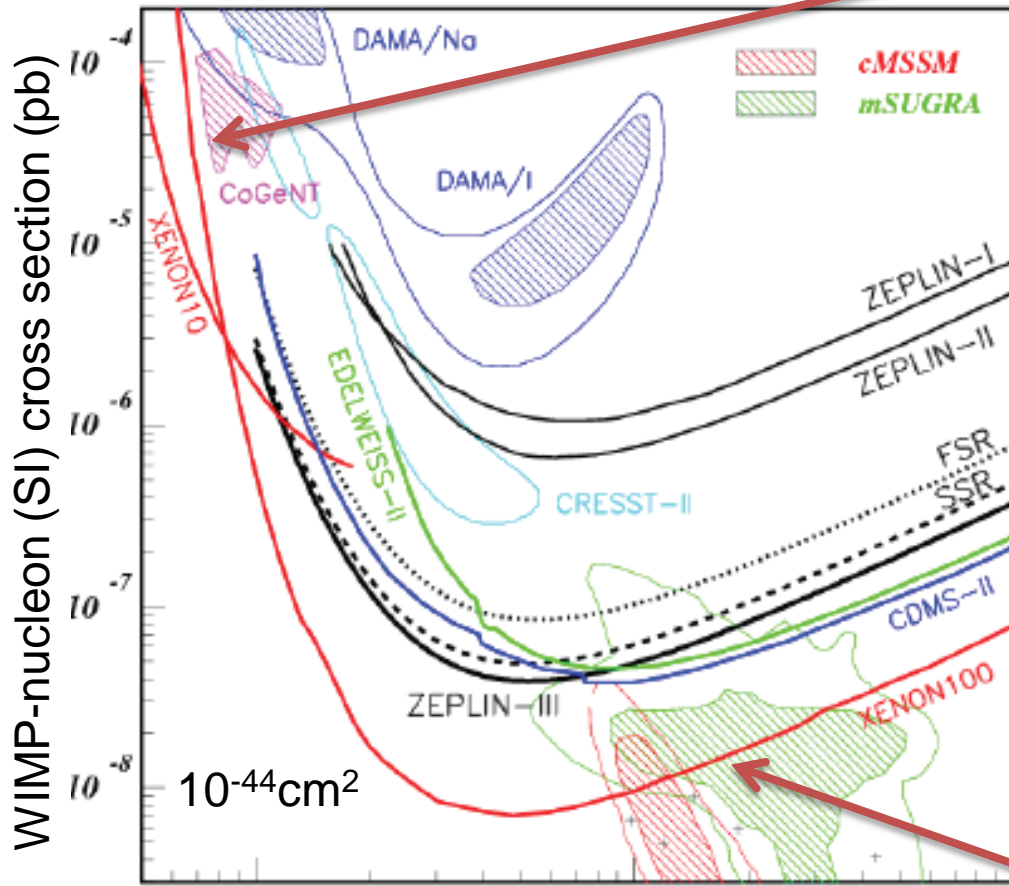 WIMP-nucleon (SI) cross section (pb)
10 -4
10 -5
10 -6
10 -7
10 -8
DAMA/Na
cMSSM
mSUGRA
DAMA/I
CoGeNT
XENON10
ZEPLIN-I
ZEPLIN-II
EDELWEISS-II
CRESST-II
FSR
SSR
CDMS-II
ZEPLIN-III
XENON100
10-44cm2